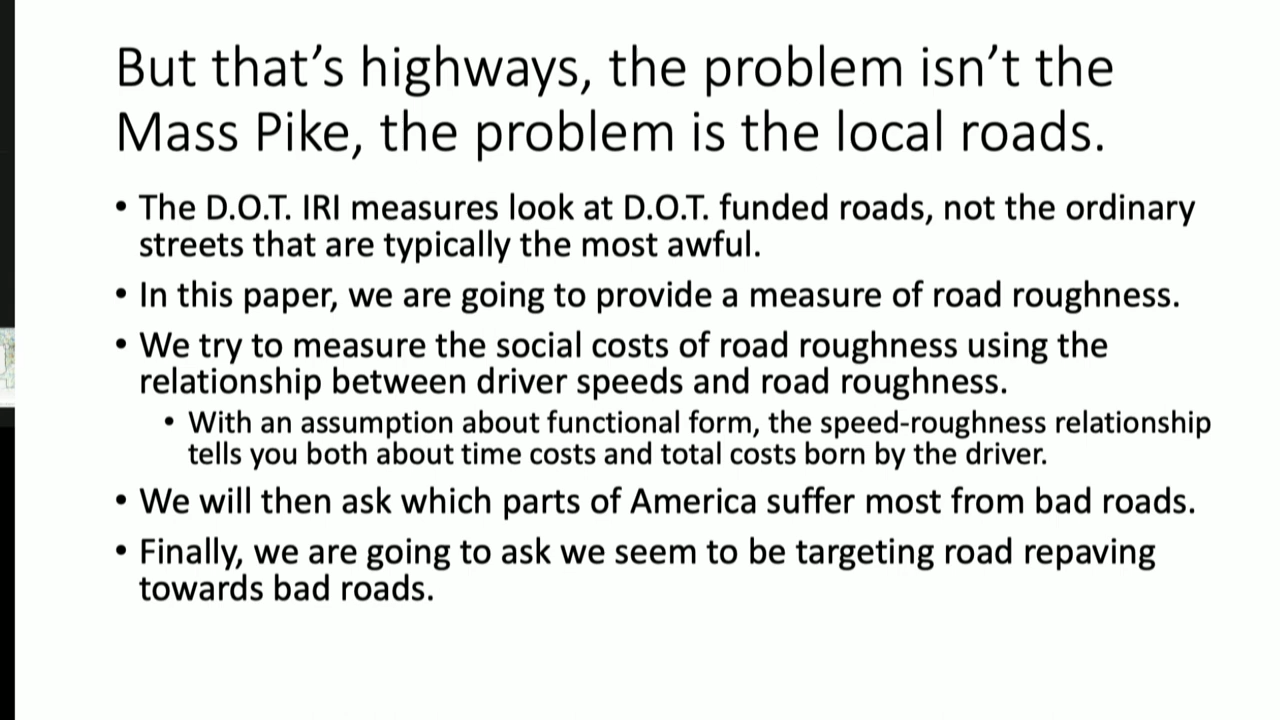 But that’s highways, the problem isn’t the
Mass Pike, the problem is the local roads.
• The D.O.T. IRI measures look at D.O.T. funded roads, not the ordinary
streets that are typically the most awful.
• In this paper, we are going to provide a measure of road roughness.
• We try to measure the social costs of road roughness using the
relationship between driver speeds and road roughness.
• With an assumption about functional form, the speed-roughness relationship
tells you both about time costs and total costs born by the driver.
• We will then ask which parts of America suffer most from bad roads.
• Finally, we are going to ask we seem to be targeting road repaving
towards bad roads.